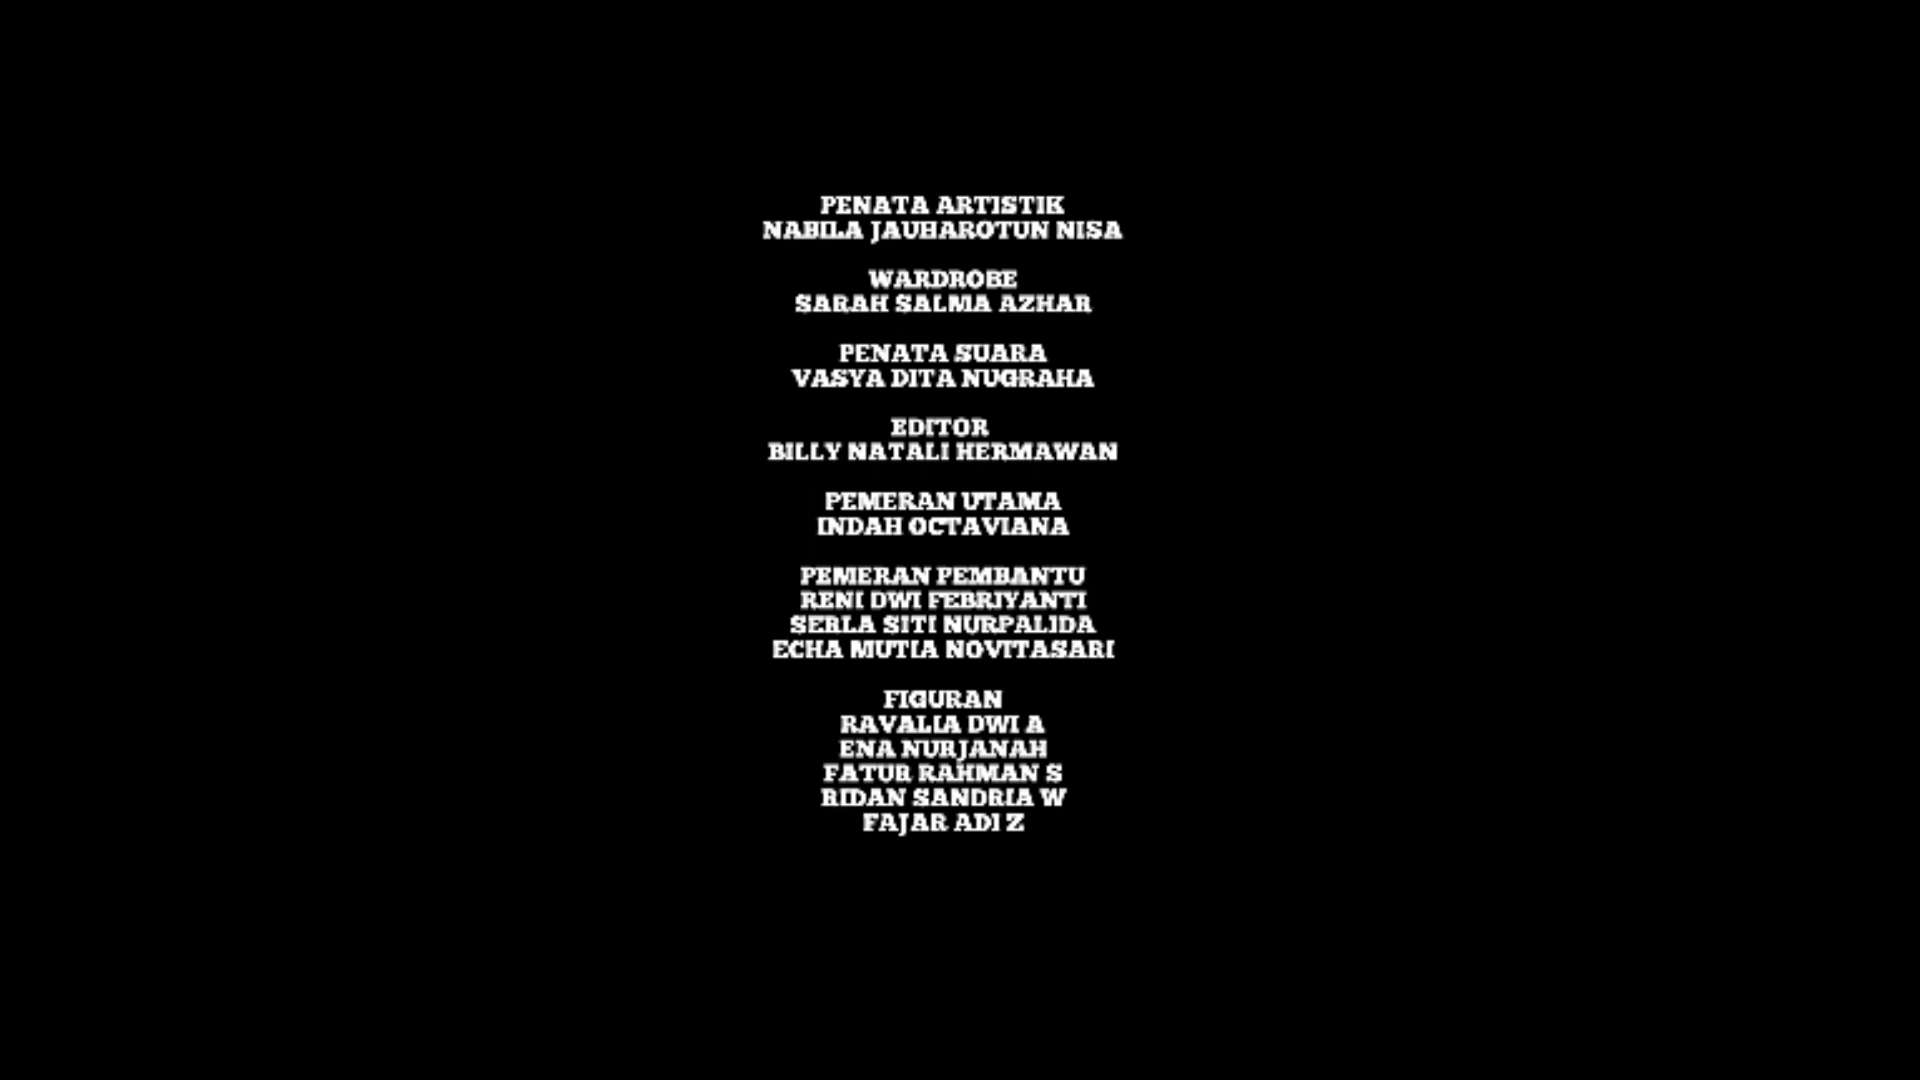 PENATA ARTISTIK
NABILA JAUHAROTUN NISA
WARDROBE
SARAH SALMA AZHAR
PENATA SUARA
VASYA DITA NUGRAHA
EDITOR
BILLY NATALI HERMAWAN
PEMERAN UTAMA
INDAH OCTAVIANA
PEMERAN PEMBANTU
RENI DWI FEBRIYANTI
SERLA SITI NURPALIDA
ECHA MUTIA NOVITASARI
FIGURAN
RAVALIA DWI A
ENA NURJANAH
FATUR RAHMAN S
RIDAN SANDRIA W
FAJAR ADI Z